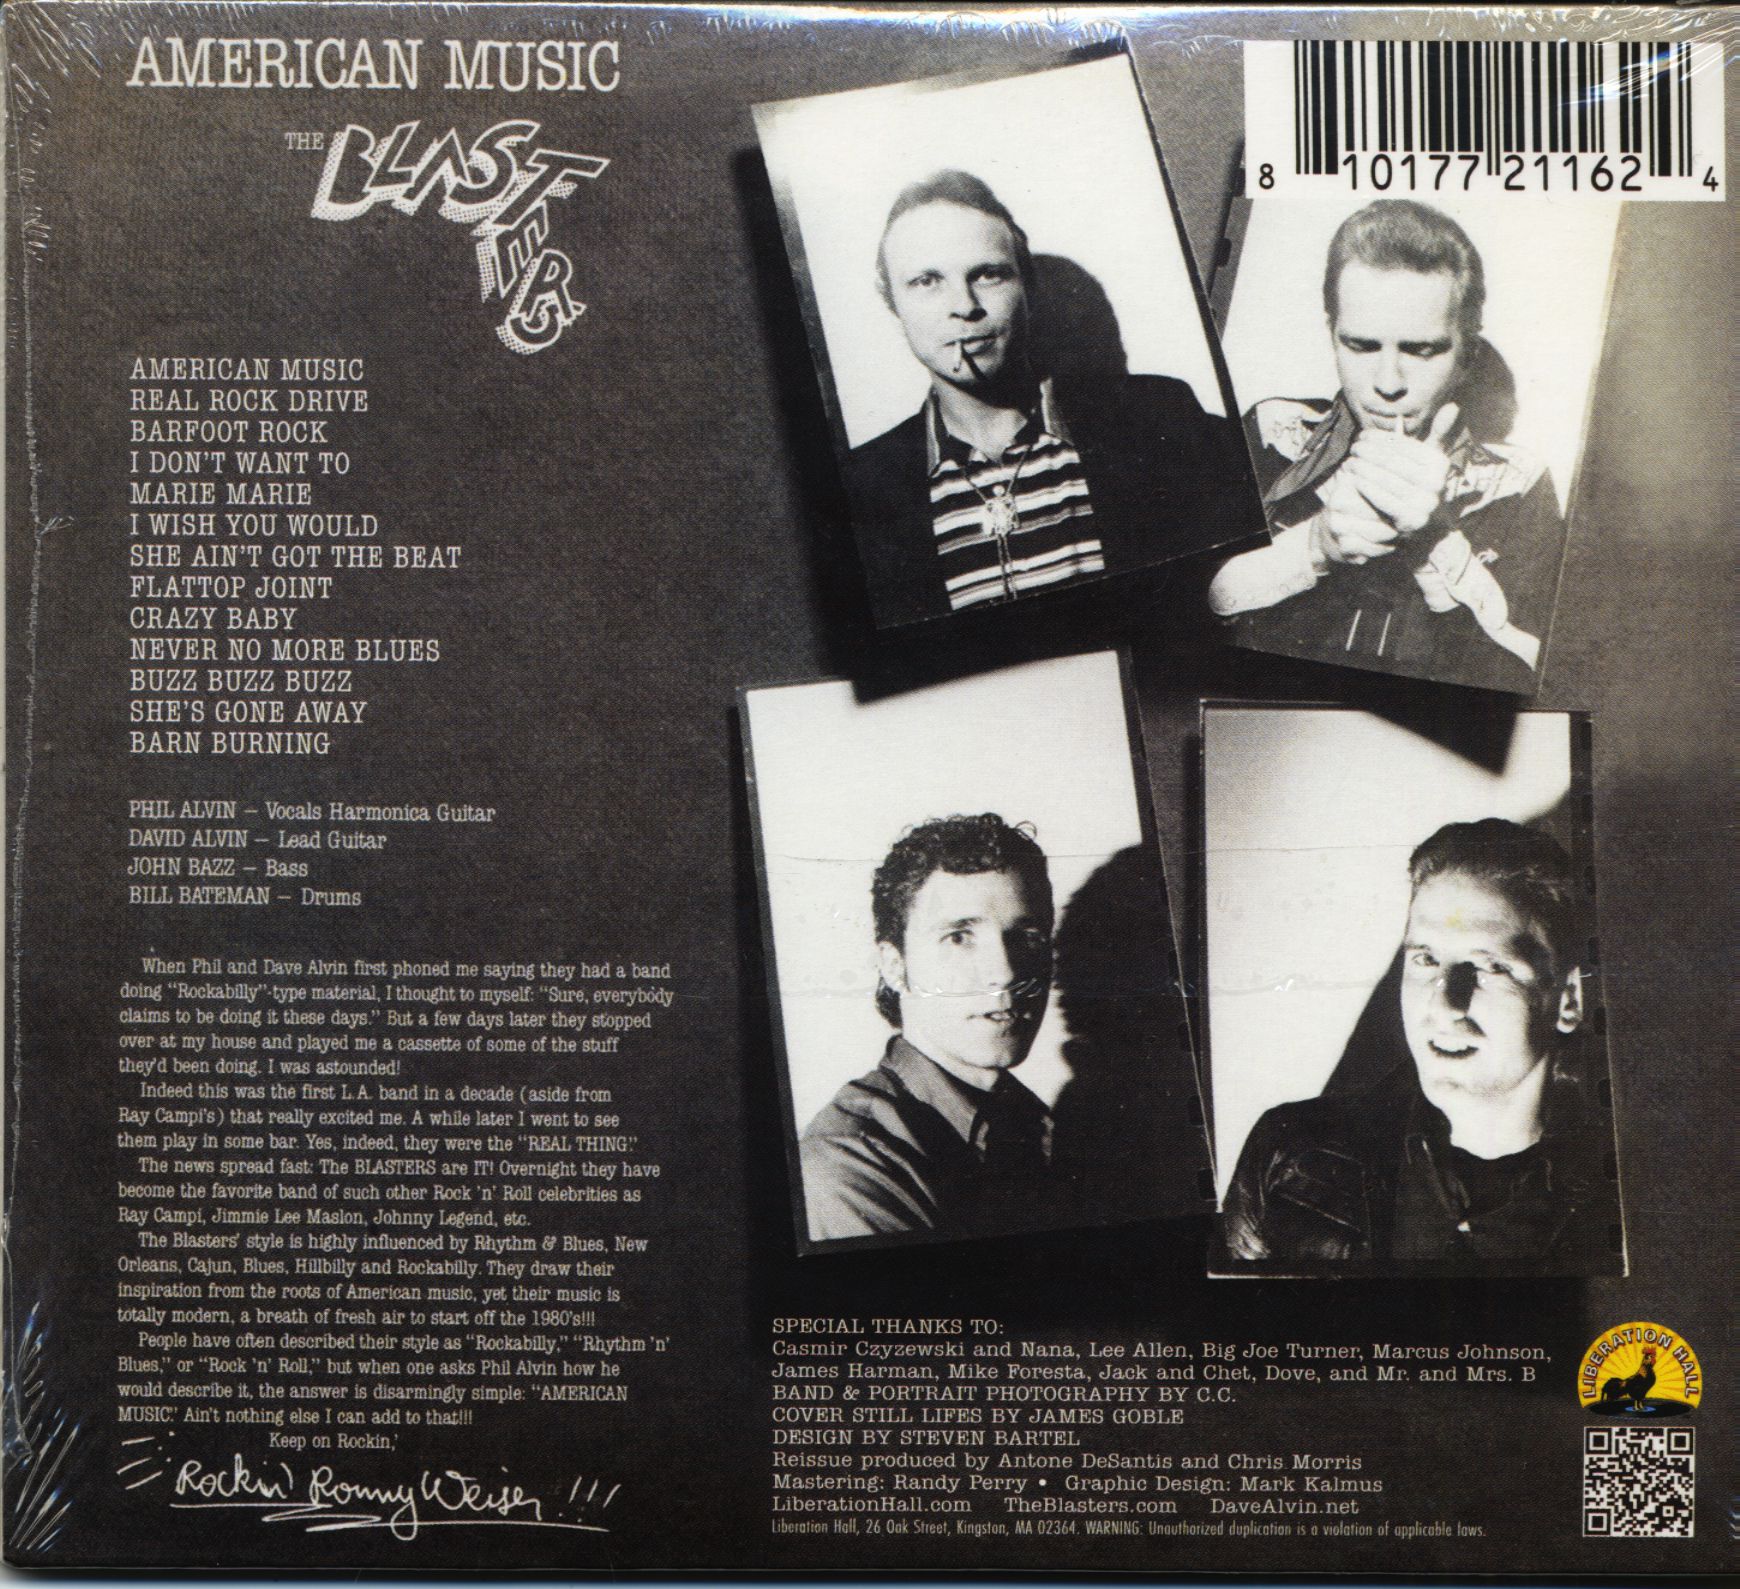 AMERICAN MUSIC
THE BLASTERS
AMERICAN MUSIC
REAL ROCK DRIVE
BARFOOT ROCK
I DON'T WANT TO
MARIE MARIE
I WISH YOU WOULD
SHE AIN'T GOT THE BEAT
FLATTOP JOINT
CRAZY BABY
NEVER NO MORE BLUES
BUZZ BUZZ BUZZ
SHE'S GONE AWAY
BARN BURNING
PHIL ALVIN – Vocals Harmonica Guitar
DAVID ALVIN – Lead Guitar
JOHN BAZZ – Bass
BILL BATEMAN – Drums
When Phil and Dave Alvin first phoned me saying they had a band
doing "Rockabilly"-type material, I thought to myself: "Sure, everybody
claims to be doing it these days." But a few days later they stopped
over at my house and played me a cassette of some of the stuff
they'd been doing. I was astounded!
Indeed this was the first L.A. band in a decade (aside from
Ray Campi's) that really excited me. A while later I went to see
them play in some bar. Yes, indeed, they were the "REAL THING."
The news spread fast: The BLASTERS are IT! Overnight they have
become the favorite band of such other Rock 'n' Roll celebrities as
Ray Campi, Jimmie Lee Maslon, Johnny Legend, etc.
The Blasters' style is highly influenced by Rhythm & Blues, New
Orleans, Cajun, Blues, Hillbilly and Rockabilly. They draw their
inspiration from the roots of American music, yet their music is
totally modern, a breath of fresh air to start off the 1980's!!!
People have often described their style as "Rockabilly," "Rhythm 'n'
Blues," or "Rock 'n' Roll," but when one asks Phil Alvin how he
would describe it, the answer is disarmingly simple: "AMERICAN
MUSIC." Ain't nothing else I can add to that!!!
Keep on Rockin,'
Rockin' Ronny Weiser!!!
8 10177 21162 4
SPECIAL THANKS TO:
Casmir Czyzewski and Nana, Lee Allen, Big Joe Turner, Marcus Johnson,
James Harman, Mike Foresta, Jack and Chet, Dove, and Mr. and Mrs. B
BAND & PORTRAIT PHOTOGRAPHY BY C.C.
COVER STILL LIFES BY JAMES GOBLE
DESIGN BY STEVEN BARTEL
Reissue produced by Antone DeSantis and Chris Morris
Mastering: Randy Perry • Graphic Design: Mark Kalmus
LiberationHall.com TheBlasters.com DaveAlvin.net
Liberation Hall, 26 Oak Street, Kingston, MA 02364. WARNING: Unauthorized duplication is a violation of applicable laws.
LIBERATION HALL